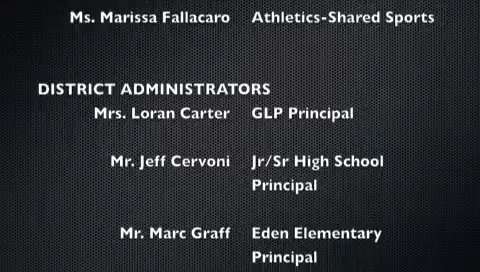 Ms. Marissa Fallacaro Athletics-Shared Sports
DISTRICT ADMINISTRATORS
Mrs. Loran Carter GLP Principal
Mr. Jeff Cervoni Jr/Sr High School
Principal
Mr. Marc Graff Eden Elementary
Principal